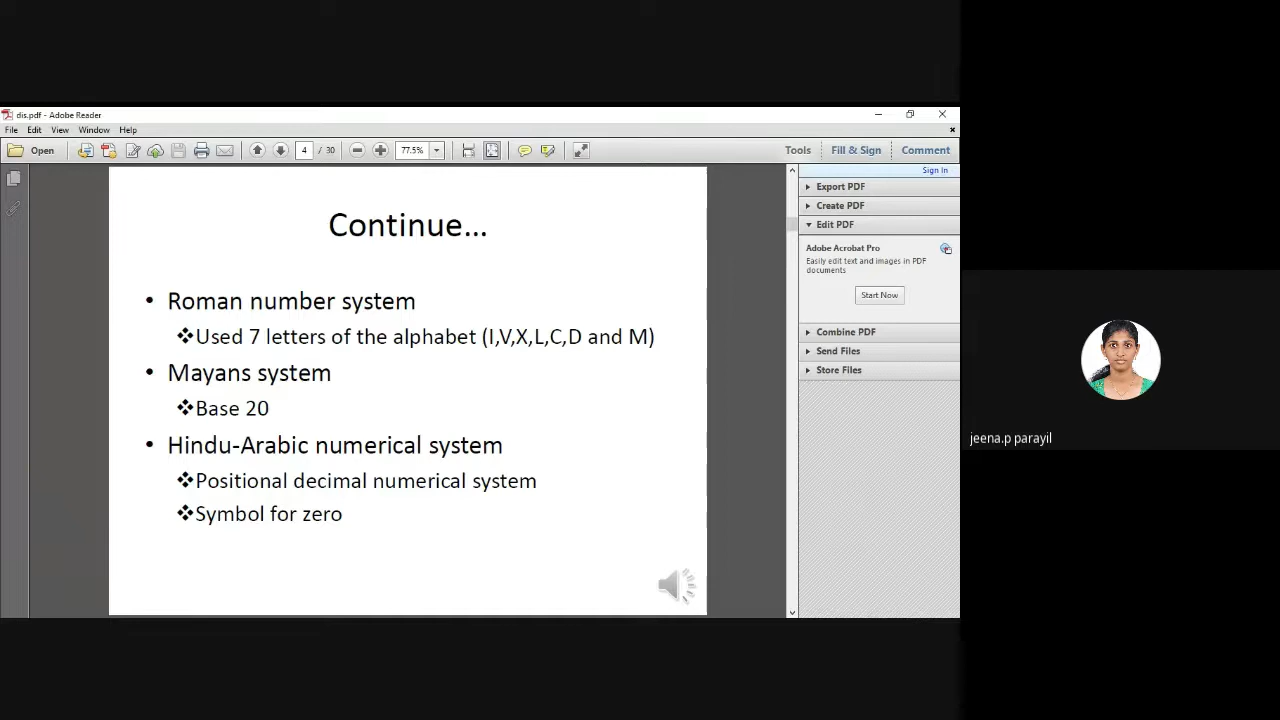 dis.pdf - Adobe Reader
File Edit View Window Help
Open 4 / 30 77.5% Tools Fill & Sign Comment
Sign In
Export PDF
Create PDF
Edit PDF
Adobe Acrobat Pro
Easily edit text and images in PDF
documents
Start Now
Combine PDF
Send Files
Store Files
Continue...
• Roman number system
❖Used 7 letters of the alphabet (I,V,X,L,C,D and M)
• Mayans system
❖Base 20
• Hindu-Arabic numerical system
❖Positional decimal numerical system
❖Symbol for zero
jeena.p parayil